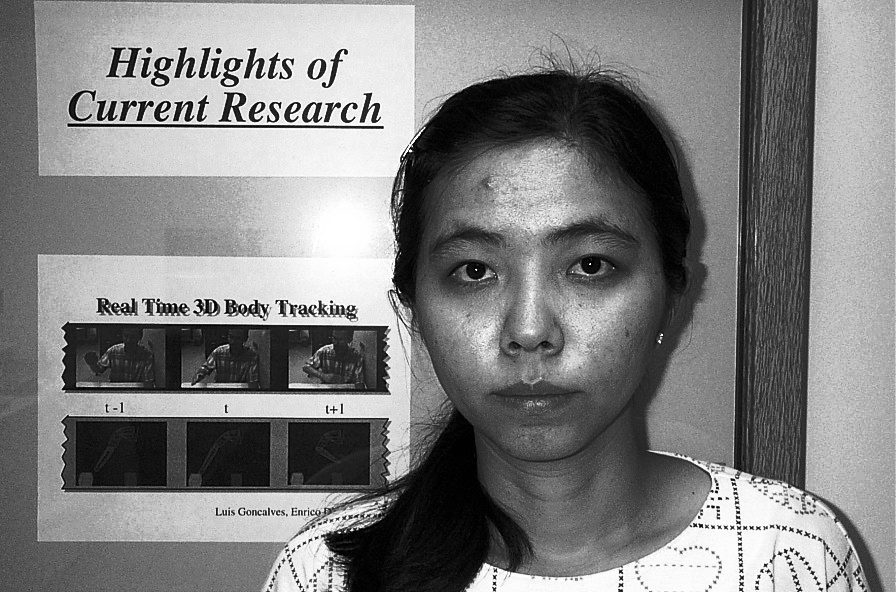 Highlights of
Current Research
Real Time 3D Body Tracking
t-1 t t+1
Luis Goncalves, Enrico